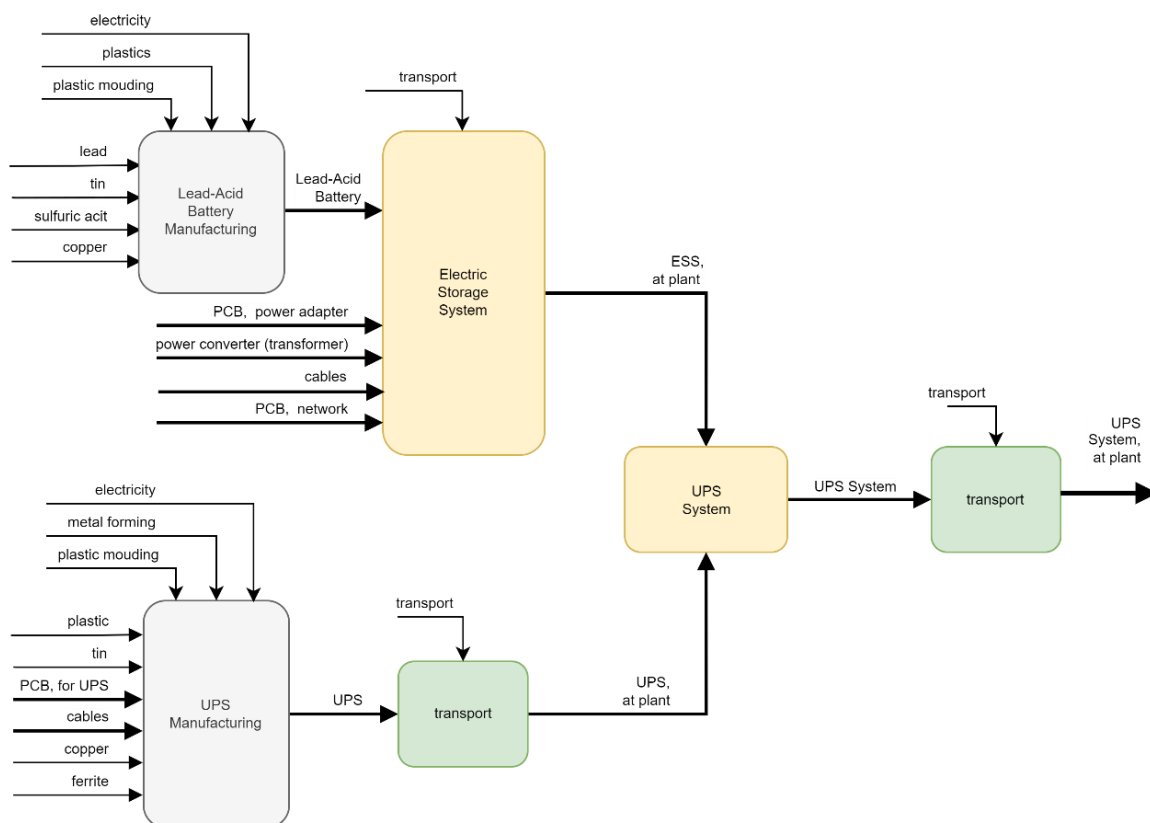 electricity
plastics
plastic mouding
transport
lead
tin
sulfuric acit
copper
Lead-Acid
Battery
Manufacturing
Lead-Acid
Battery
PCB,  power adapter
power converter (transformer)
cables
PCB,  network
Electric
Storage
System
ESS,
at plant
electricity
metal forming
plastic mouding
plastic
tin
PCB, for UPS
cables
copper
ferrite
UPS
Manufacturing
UPS
transport
transport
UPS,
at plant
UPS
System
UPS System
transport
transport
UPS
System,
at plant